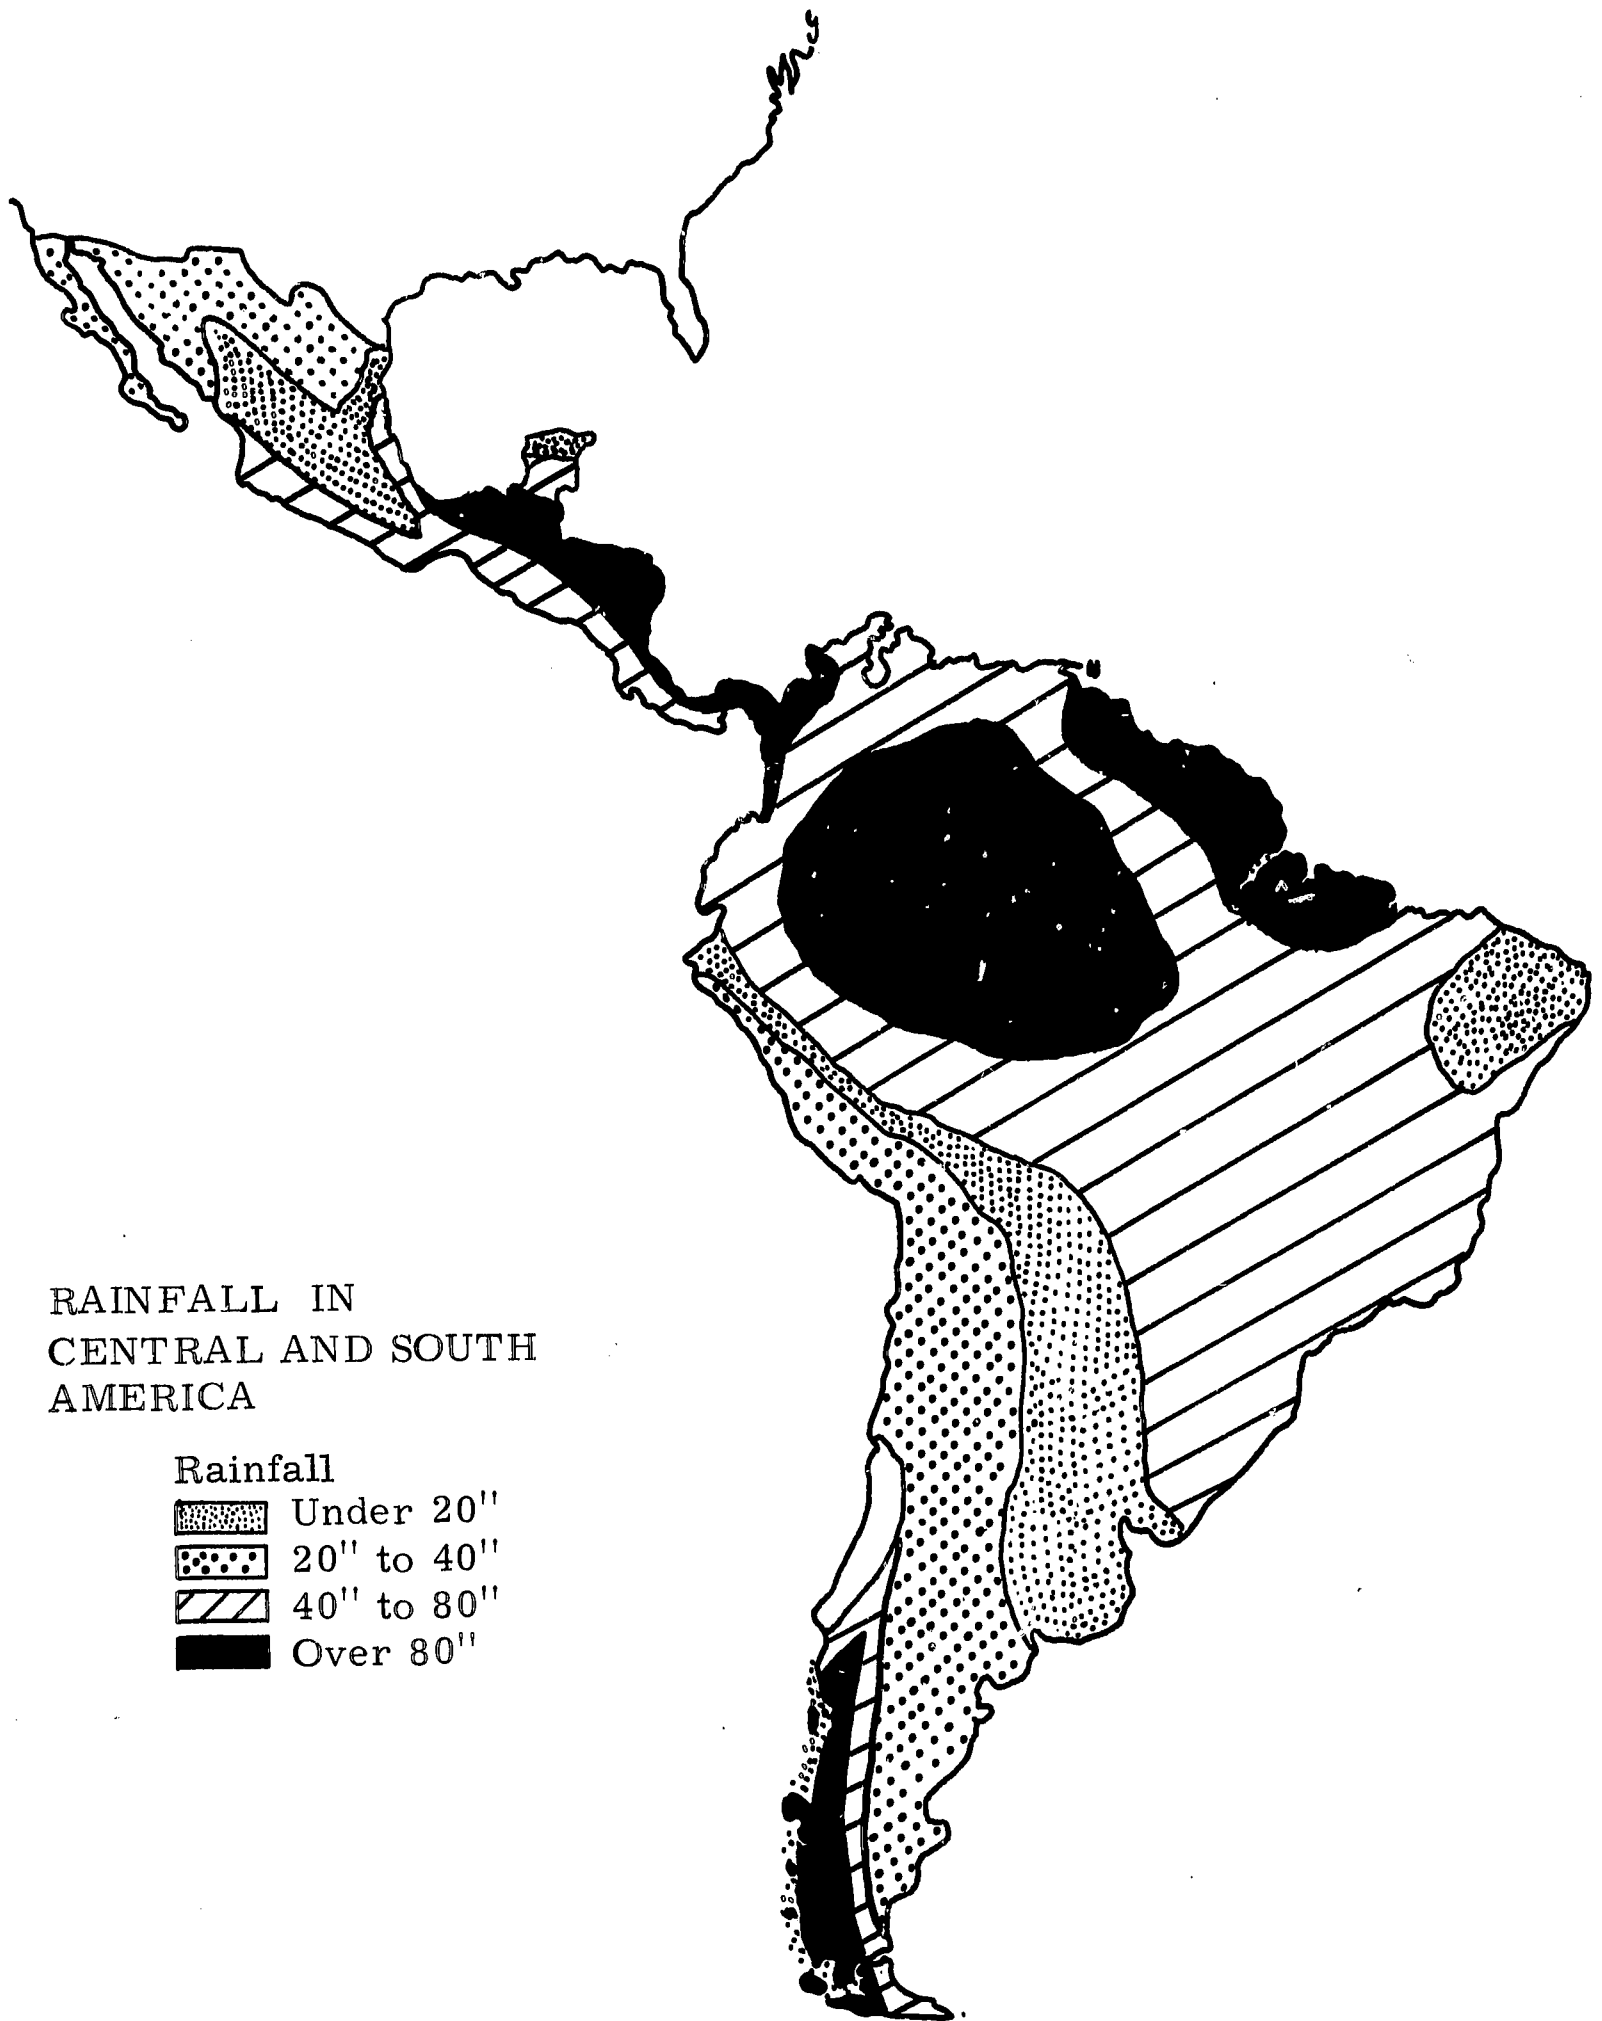 RAINFALL IN
CENTRAL AND SOUTH
AMERICA
Rainfall
Under 20"
20" to 40"
40" to 80"
Over 80"